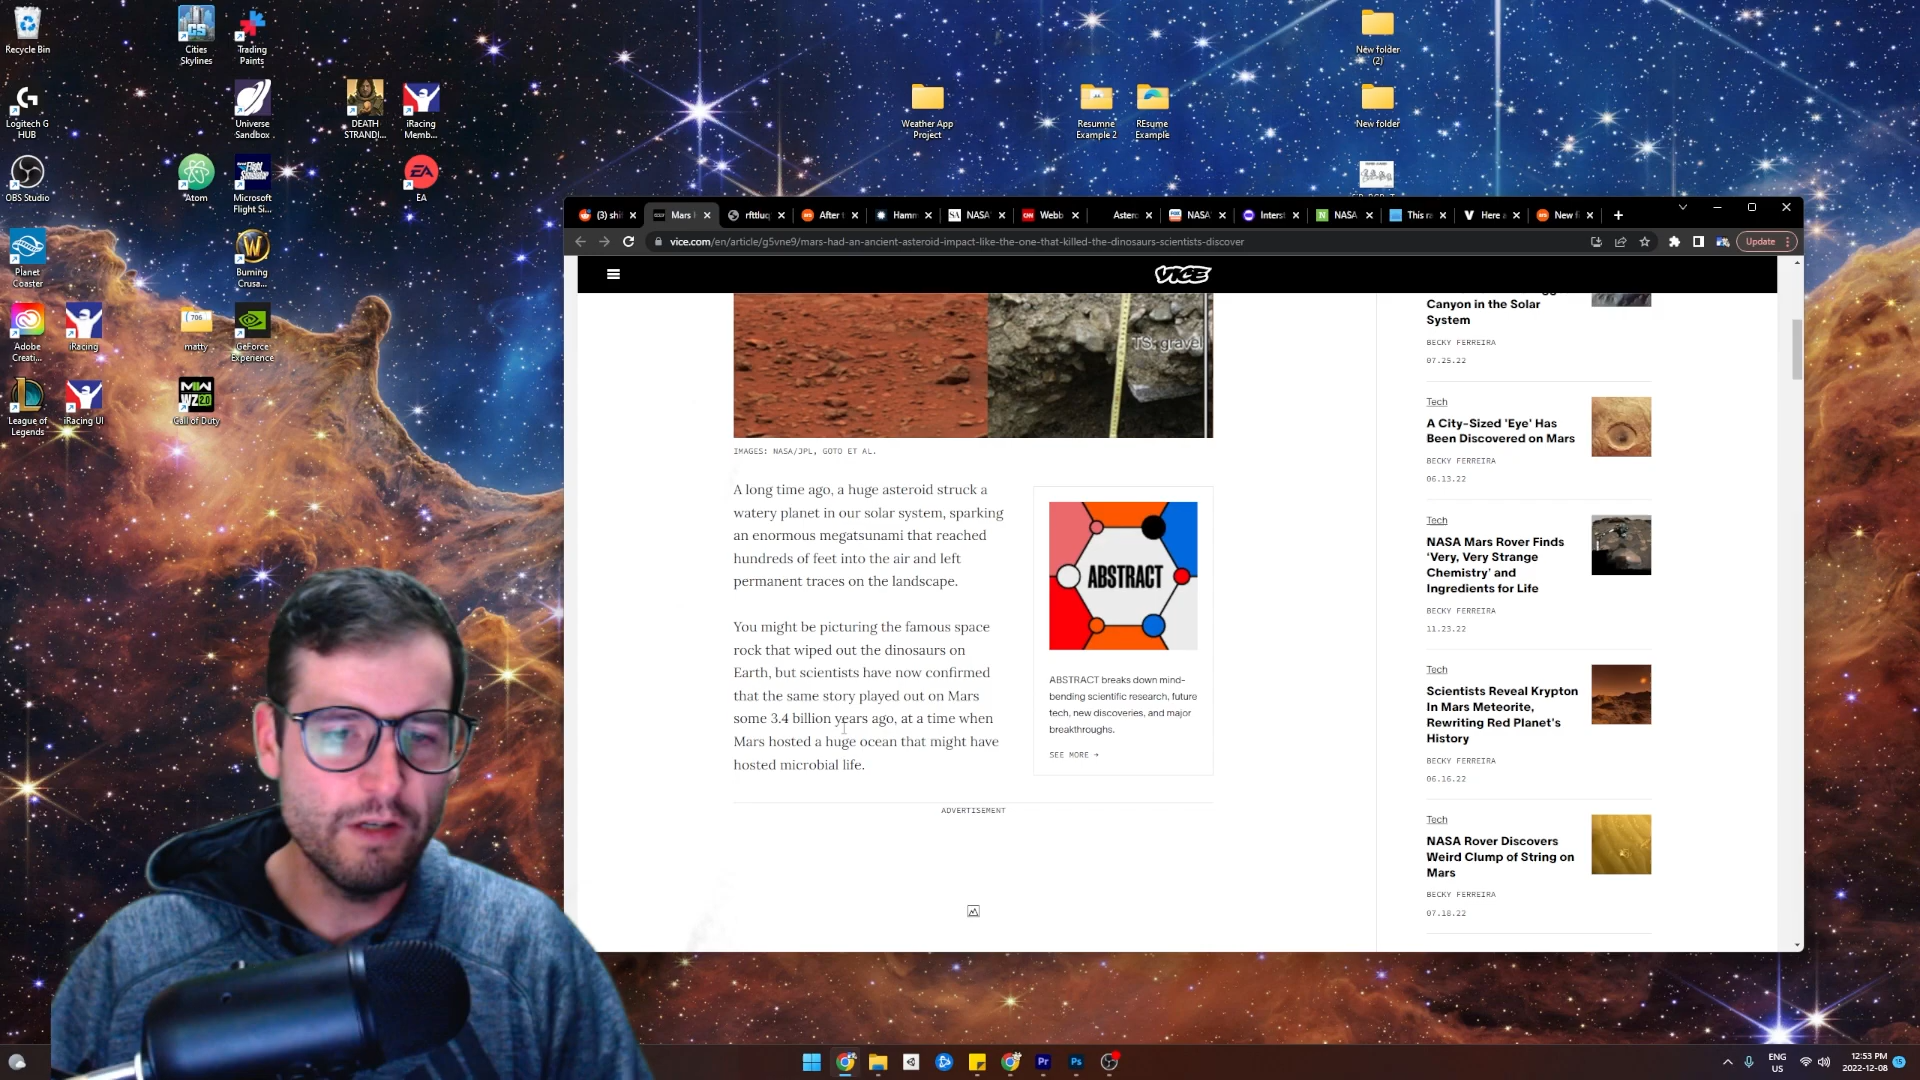 Recycle Bin
Cities
Skylines
Trading
Paints
New folder
(2)
Logitech G
HUB
Universe
Sandbox
DEATH
STRANDI...
iRacing
Memb...
Weather App
Project
Resumne
Example 2
REsume
Example
New folder
OBS Studio
Atom
Microsoft
Flight Si...
EA
Planet
Coaster
Burning
Crusa...
Adobe
Creati...
iRacing
matty
GeForce
Experience
League of
Legends
iRacing UI
Call of Duty
(3) shi
Mars
rfttluq
After
Hamm
NASA'
Webb
Aster
NASA'
Interst
NASA
This ra
Here a
New fi
vice.com/en/article/g5vne9/mars-had-an-ancient-asteroid-impact-like-the-one-that-killed-the-dinosaurs-scientists-discover
Update
VICE
TS: gravel
IMAGES: NASA/JPL, GOTO ET AL.
A long time ago, a huge asteroid struck a
watery planet in our solar system, sparking
an enormous megatsunami that reached
hundreds of feet into the air and left
permanent traces on the landscape.
You might be picturing the famous space
rock that wiped out the dinosaurs on
Earth, but scientists have now confirmed
that the same story played out on Mars
some 3.4 billion years ago, at a time when
Mars hosted a huge ocean that might have
hosted microbial life.
ABSTRACT
ABSTRACT breaks down mind-
bending scientific research, future
tech, new discoveries, and major
breakthroughs.
SEE MORE →
ADVERTISEMENT
Canyon in the Solar
System
BECKY FERREIRA
07.25.22
Tech
A City-Sized 'Eye' Has
Been Discovered on Mars
BECKY FERREIRA
06.13.22
Tech
NASA Mars Rover Finds
'Very, Very Strange
Chemistry' and
Ingredients for Life
BECKY FERREIRA
11.23.22
Tech
Scientists Reveal Krypton
In Mars Meteorite,
Rewriting Red Planet's
History
BECKY FERREIRA
06.16.22
Tech
NASA Rover Discovers
Weird Clump of String on
Mars
BECKY FERREIRA
07.18.22
ENG
US
12:53 PM
2022-12-08